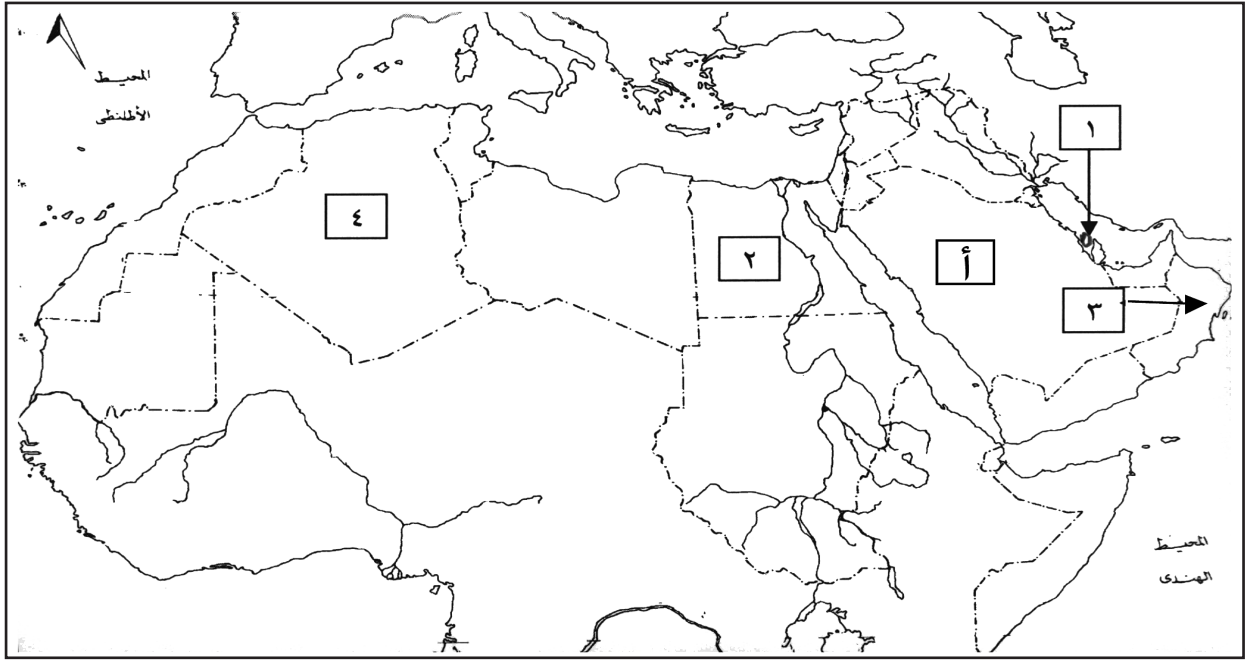 المحيط
الأطلنطى
١
٤
٢
أ
٣
المحيط
الهندى